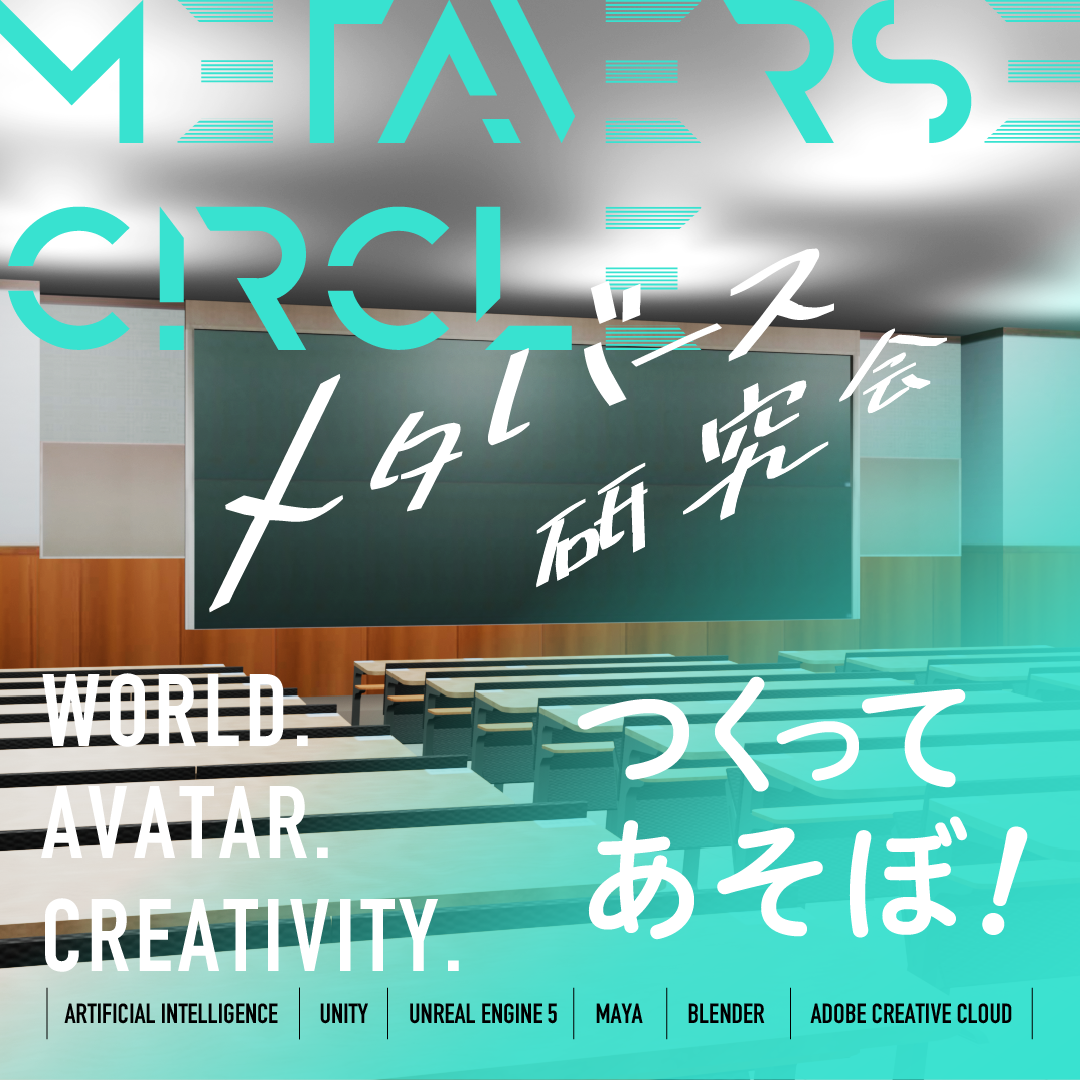 METAVERSE
CIRCLE
メタバース
研究会
WORLD.
AVATAR.
CREATIVITY.
つくって
あそぼ!
ARTIFICIAL INTELLIGENCE | UNITY | UNREAL ENGINE 5 | MAYA | BLENDER | ADOBE CREATIVE CLOUD